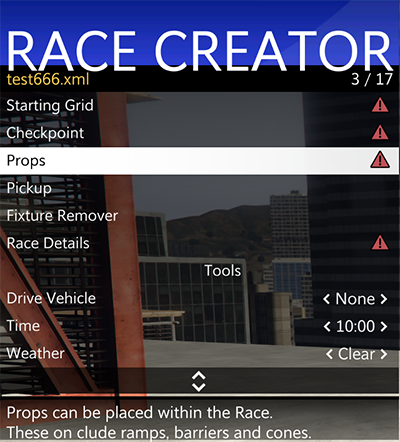 RACE CREATOR
test666.xml 3 / 17
Starting Grid
Checkpoint
Props
Pickup
Fixture Remover
Race Details
Tools
Drive Vehicle < None >
Time < 10:00 >
Weather < Clear >
Props can be placed within the Race.
These on clude ramps, barriers and cones.